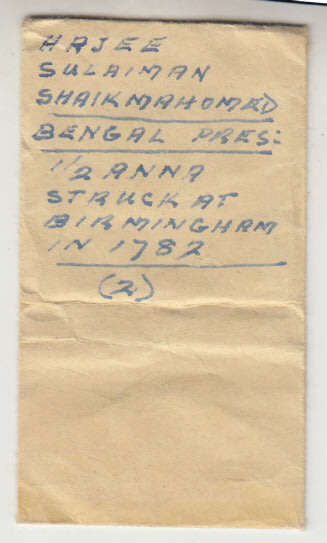 HAJEE
SULAIMAN
SHAIKMAHOMED
BENGAL PRES:
1/2 ANNA
STRUCK AT
BIRMINGHAM
IN 1782
(2)